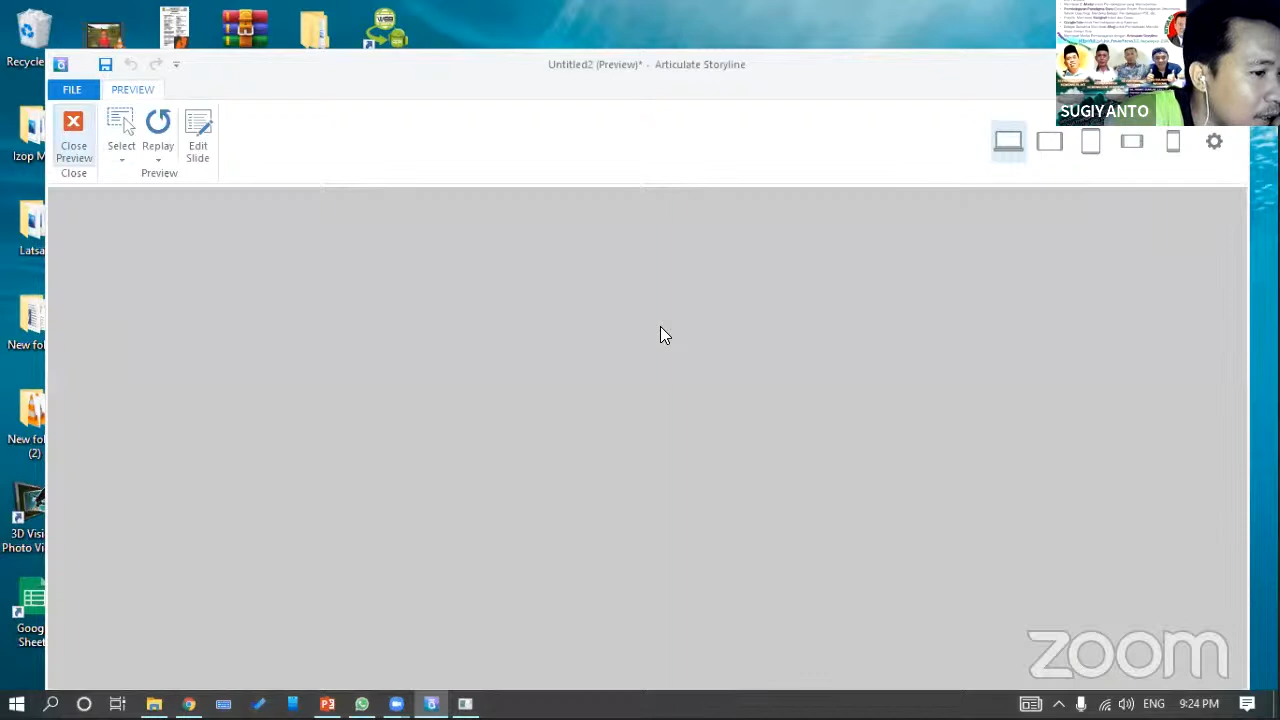 Untitled2 (Preview)* - Articulate Storyline
FILE
PREVIEW
Close
Preview
Select
Replay
Edit
Slide
Close
Preview
SUGIYANTO
Izop M
Latsa
New fol
New fol
(2)
3D Visi
Photo Vi
Goog
Sheet
zoom
ENG
9:24 PM